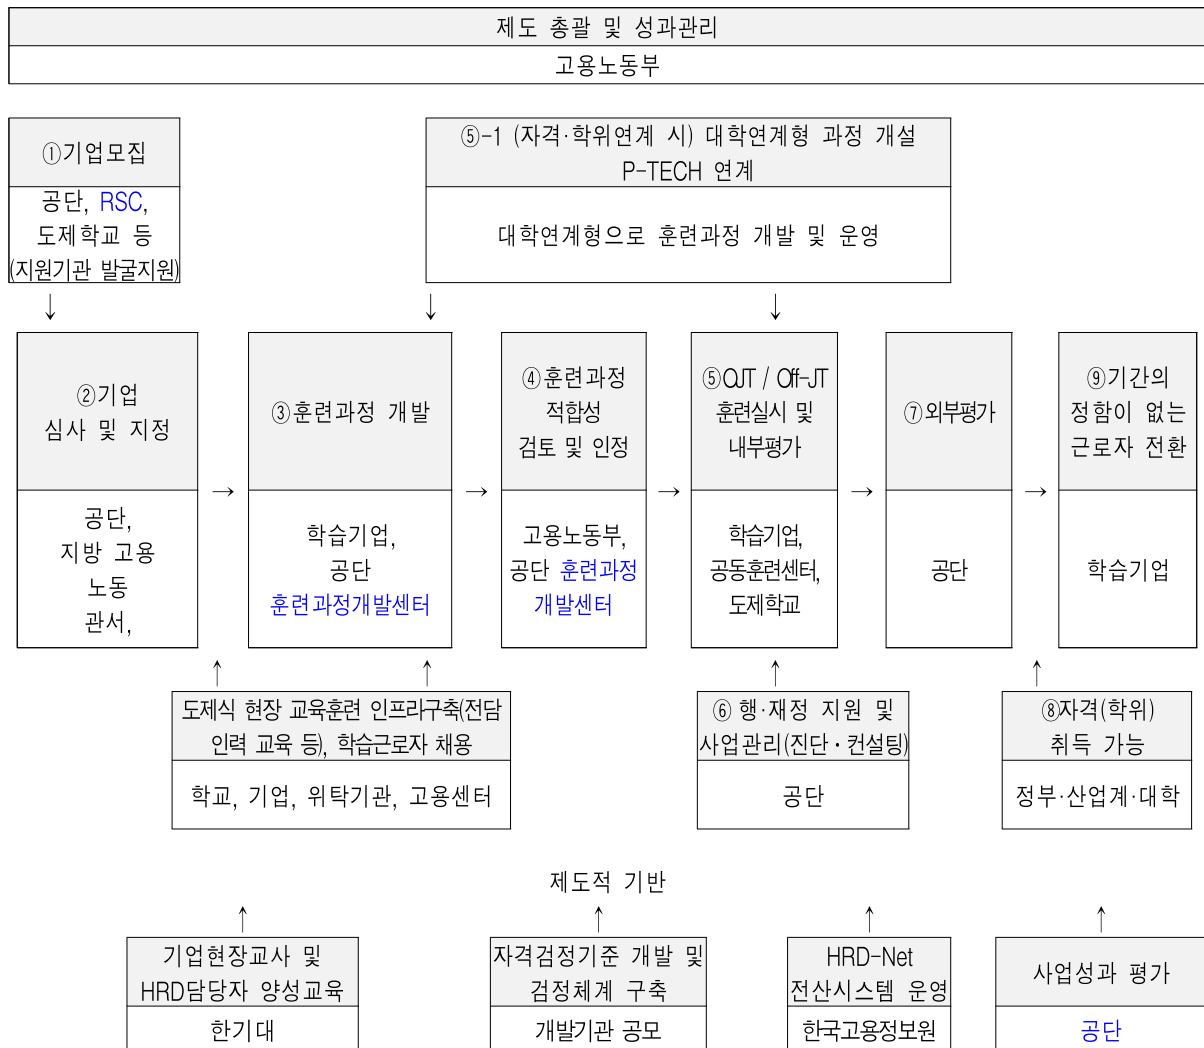 제도 총괄 및 성과관리
고용노동부
①기업모집
공단, RSC,
도제학교 등
(지원기관 발굴지원)
⑤-1 (자격·학위연계 시) 대학연계형 과정 개설
P-TECH 연계
대학연계형으로 훈련과정 개발 및 운영
↓ ↓ ↓
②기업
심사 및 지정
공단,
지방 고용
노동
관서,
→
③훈련과정 개발
학습기업,
공단
훈련과정개발센터
→
④훈련과정
적합성
검토 및 인정
고용노동부,
공단 훈련과정
개발센터
→
⑤OJT / Off-JT
훈련실시 및
내부평가
학습기업,
공동훈련센터,
도제학교
→
⑦외부평가
공단
→
⑨기간의
정함이 없는
근로자 전환
학습기업
↑ ↑ ↑ ↑
도제식 현장 교육훈련 인프라구축(전담
인력 교육 등), 학습근로자 채용
학교, 기업, 위탁기관, 고용센터
⑥ 행·재정 지원 및
사업관리(진단·컨설팅)
공단
⑧자격(학위)
취득 가능
정부·산업계·대학
제도적 기반
↑ ↑ ↑ ↑
기업현장교사 및
HRD담당자 양성교육
한기대
자격검정기준 개발 및
검정체계 구축
개발기관 공모
HRD-Net
전산시스템 운영
한국고용정보원
사업성과 평가
공단